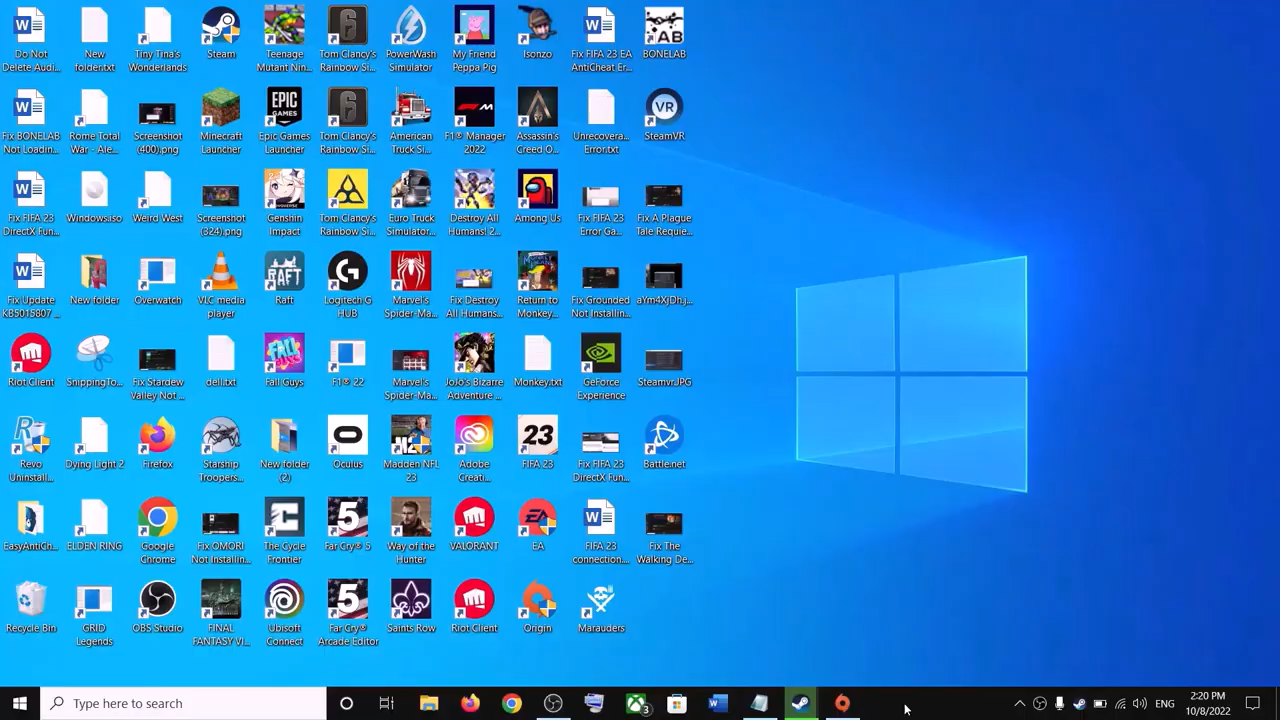 Do Not
Delete Audi...
New
folder.txt
Tiny Tina's
Wonderlands
Steam
Teenage
Mutant Nin...
Tom Clancy's
Rainbow Si...
PowerWash
Simulator
My Friend
Peppa Pig
Isonzo
Fix FIFA 23 EA
AntiCheat Er...
BONELAB
Fix BONELAB
Not Loadin...
Rome Total
War - Ale...
Screenshot
(400).png
Minecraft
Launcher
Epic Games
Launcher
Tom Clancy's
Rainbow Si...
American
Truck Si...
F1® Manager
2022
Assassin's
Creed O...
Unrecovera...
Error.txt
SteamVR
Fix FIFA 23
DirectX Fun...
Windows.iso
Weird West
Screenshot
(324).png
Genshin
Impact
Tom Clancy's
Rainbow Si...
Euro Truck
Simulator...
Destroy All
Humans! 2...
Among Us
Fix FIFA 23
Error Ga...
Fix A Plague
Tale Requie...
Fix Update
KB5015807 ...
New folder
Overwatch
VLC media
player
Raft
Logitech G
HUB
Marvel's
Spider-Ma...
Fix Destroy
All Humans...
Return to
Monkey...
Fix Grounded
Not Installin...
aYm4XjDh.j...
Riot Client
SnippingTo...
Fix Stardew
Valley Not ...
dell.txt
Fall Guys
F1® 22
Marvel's
Spider-Ma...
JoJo's Bizarre
Adventure ...
Monkey.txt
GeForce
Experience
Steamvr.JPG
Revo
Uninstall...
Dying Light 2
Firefox
Starship
Troopers...
New folder
(2)
Oculus
Madden NFL
23
Adobe
Creati...
FIFA 23
Fix FIFA 23
DirectX Fun...
Battle.net
EasyAntiCh...
ELDEN RING
Google
Chrome
Fix OMORI
Not Installin...
The Cycle
Frontier
Far Cry® 5
Way of the
Hunter
VALORANT
EA
FIFA 23
connection...
Fix The
Walking De...
Recycle Bin
GRID
Legends
OBS Studio
FINAL
FANTASY VI...
Ubisoft
Connect
Far Cry®
Arcade Editor
Saints Row
Riot Client
Origin
Marauders
Type here to search
3
ENG
2:20 PM
10/8/2022